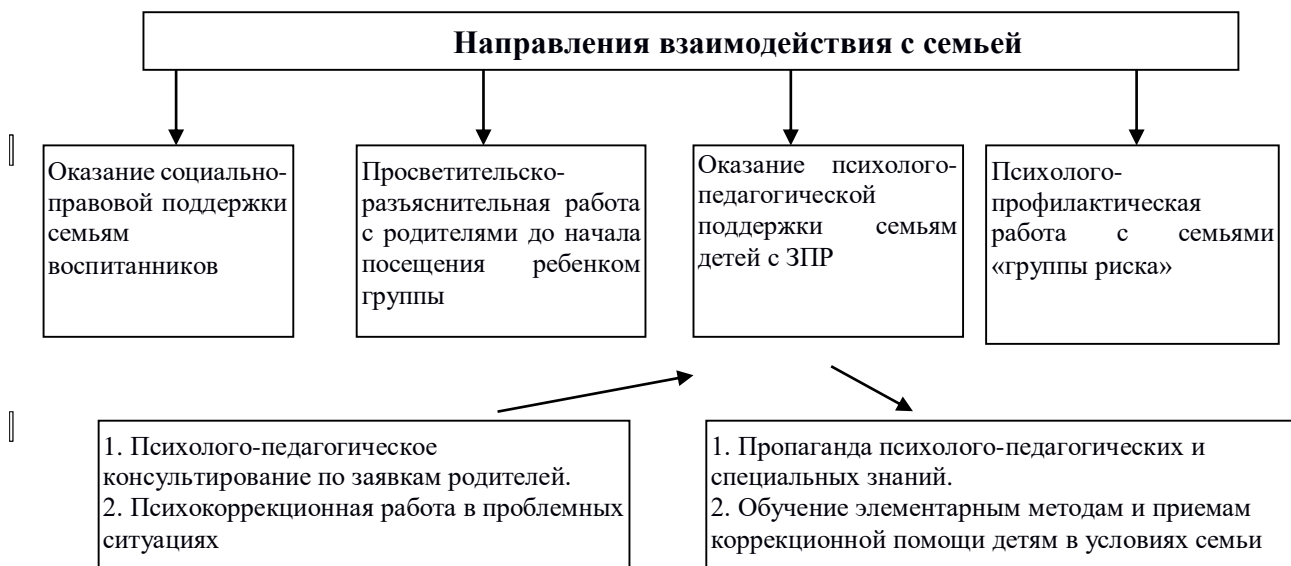 Направления взаимодействия с семьей
Оказание социально-
правовой поддержки
семьям
воспитанников
Просветительско-
разъяснительная работа
с родителями до начала
посещения ребенком
группы
Оказание психолого-
педагогической
поддержки семьям
детей с ЗПР
Психолого-
профилактическая
работа с семьями
«группы риска»
1. Психолого-педагогическое
консультирование по заявкам родителей.
2. Психокоррекционная работа в проблемных
ситуациях
1. Пропаганда психолого-педагогических и
специальных знаний.
2. Обучение элементарным методам и приемам
коррекционной помощи детям в условиях семьи